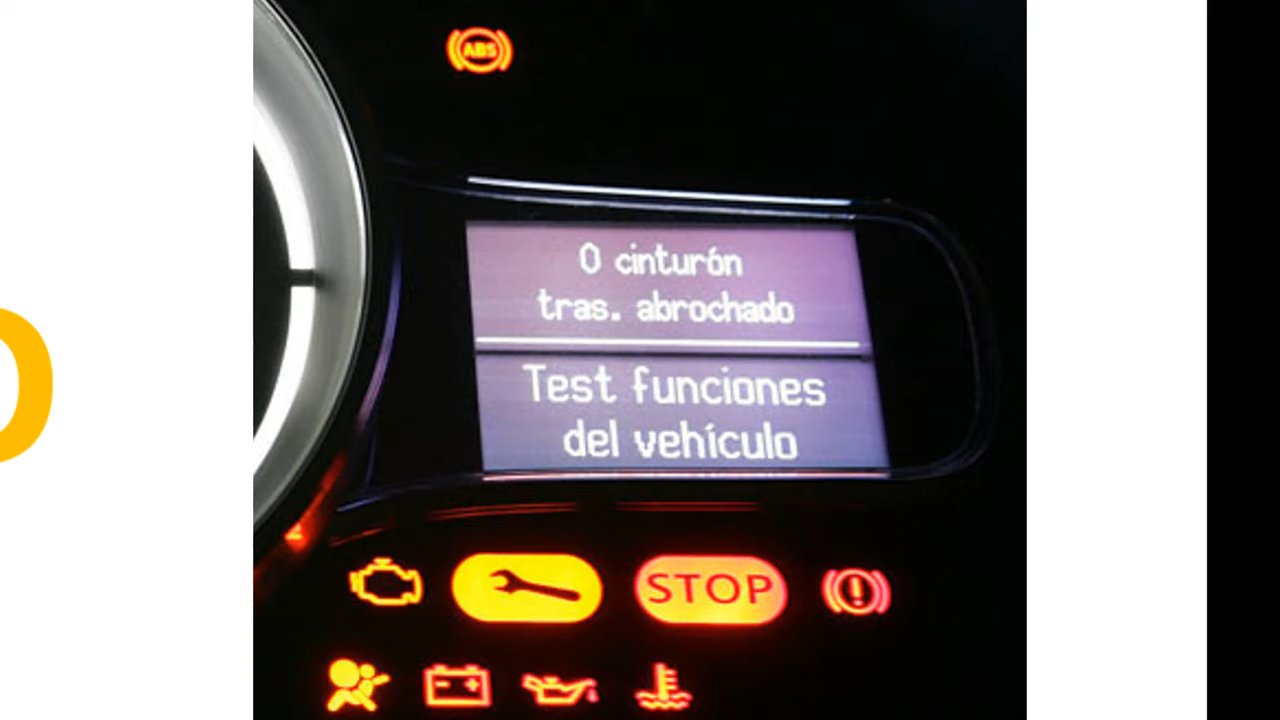 ABS
0 cinturón
tras. abrochado
Test funciones
del vehículo
STOP